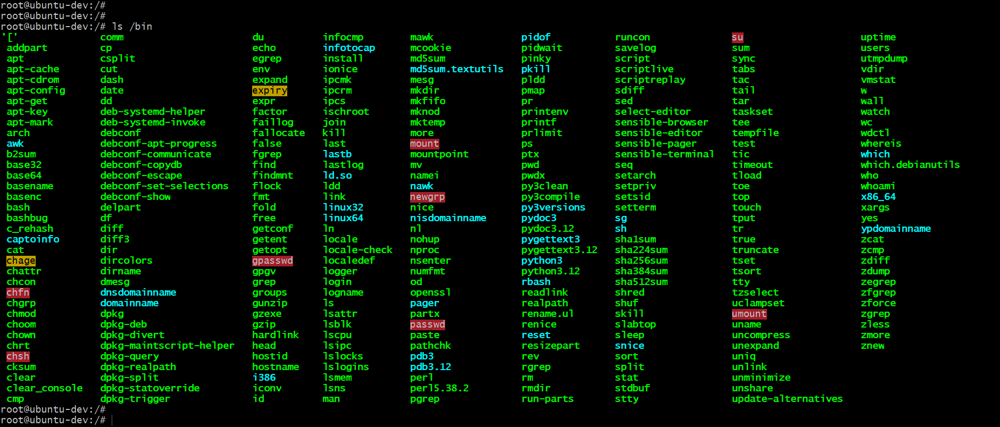 root@ubuntu-dev:/#
root@ubuntu-dev:/#
root@ubuntu-dev:/# ls /bin
'[' comm du infocmp mawk pidof runcon su uptime
addpart cp echo infotocap mcookie pidwait savelog sum users
apt csplit egrep install md5sum pinky script sync utmpdump
apt-cache cut env ionice md5sum.textutils pkill scriptlive tabs vdir
apt-cdrom dash expand ipcmk mesg pldd scriptreplay tac vmstat
apt-config date expiry ipcrm mkdir pmap sdiff tail w
apt-get dd expr ipcs mkfifo pr sed tar wall
apt-key deb-systemd-helper factor ischroot mknod printenv select-editor taskset watch
apt-mark deb-systemd-invoke faillog join mktemp printf sensible-browser tee wc
arch debconf fallocate kill more prlimit sensible-editor tempfile wdctl
awk debconf-apt-progress false last mount ps sensible-pager test whereis
b2sum debconf-communicate fgrep lastb mountpoint ptx sensible-terminal tic which
base32 debconf-copydb find lastlog mv pwd seq timeout which.debianutils
base64 debconf-escape findmnt ld.so namei pwdx setarch tload who
basename debconf-set-selections flock ldd nawk py3clean setpriv toe whoami
basenc debconf-show fmt link newgrp py3compile setsid top x86_64
bash delpart fold linux32 nice py3versions setterm touch xargs
bashbug df free linux64 nisdomainname pydoc3 sg tput yes
c_rehash diff getconf ln nl pydoc3.12 sh tr ypdomainname
captoinfo diff3 getent locale nohup pygettext3 sha1sum true zcat
cat dir getopt locale-check nproc pygettext3.12 sha224sum truncate zcmp
chage dircolors gpasswd localedef nsenter python3 sha256sum tset zdiff
chattr dirname gpgv logger numfmt python3.12 sha384sum tsort zdump
chcon dmesg grep login od rbash sha512sum tty zegrep
chfn dnsdomainname groups logname openssl readlink shred tzselect zfgrep
chgrp domainname gunzip ls pager realpath shuf uclampset zforce
chmod dpkg gzexe lsattr partx rename.ul skill umount zgrep
choom dpkg-deb gzip lsblk passwd renice slabtop uname zless
chown dpkg-divert hardlink lscpu paste reset sleep uncompress zmore
chrt dpkg-maintscript-helper head lsipc pathchk resizepart snice unexpand znew
chsh dpkg-query hostid lslocks pdb3 rev sort uniq
cksum dpkg-realpath hostname lslogins pdb3.12 rgrep split unlink
clear dpkg-split i386 lsmem perl rm stat unminimize
clear_console dpkg-statoverride iconv lsns perl5.38.2 rmdir stdbuf unshare
cmp dpkg-trigger id man pgrep run-parts stty update-alternatives
root@ubuntu-dev:/#
root@ubuntu-dev:/#